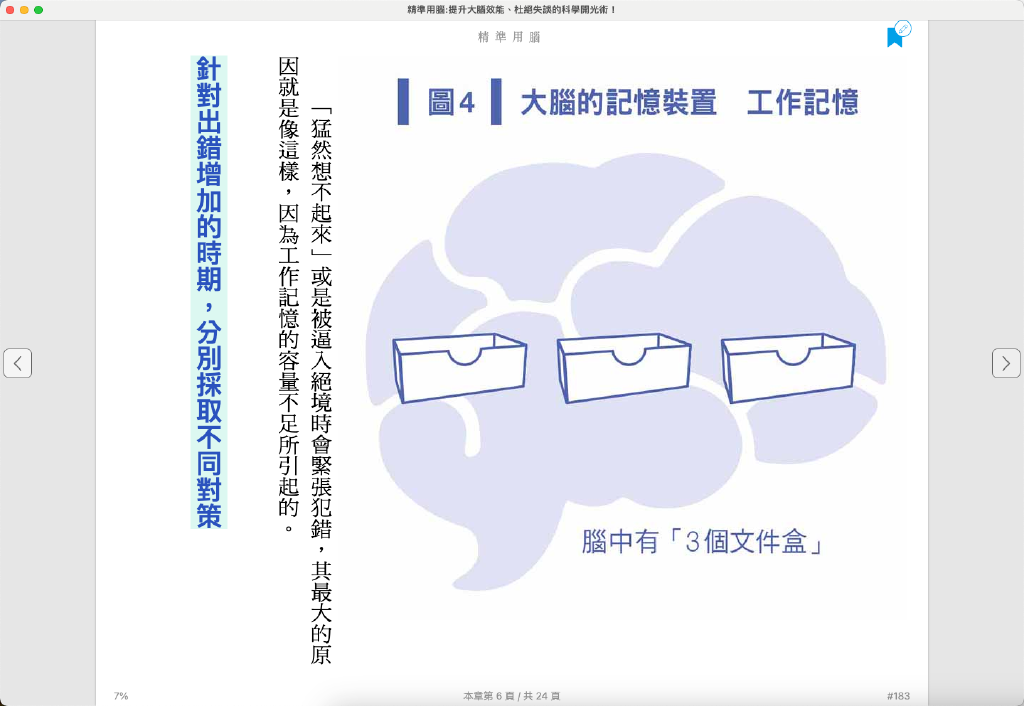 精準用腦:提升大腦效能、杜絕失誤的科學開光術！
精準用腦
圖4 大腦的記憶裝置　工作記憶
腦中有「3個文件盒」
「猛然想不起來」或是被逼入絕境時會緊張犯錯，其最大的原
因就是像這樣，因為工作記憶的容量不足所引起的。
針對出錯增加的時期，分別採取不同對策
7%
本章第 6 頁 / 共 24 頁
#183